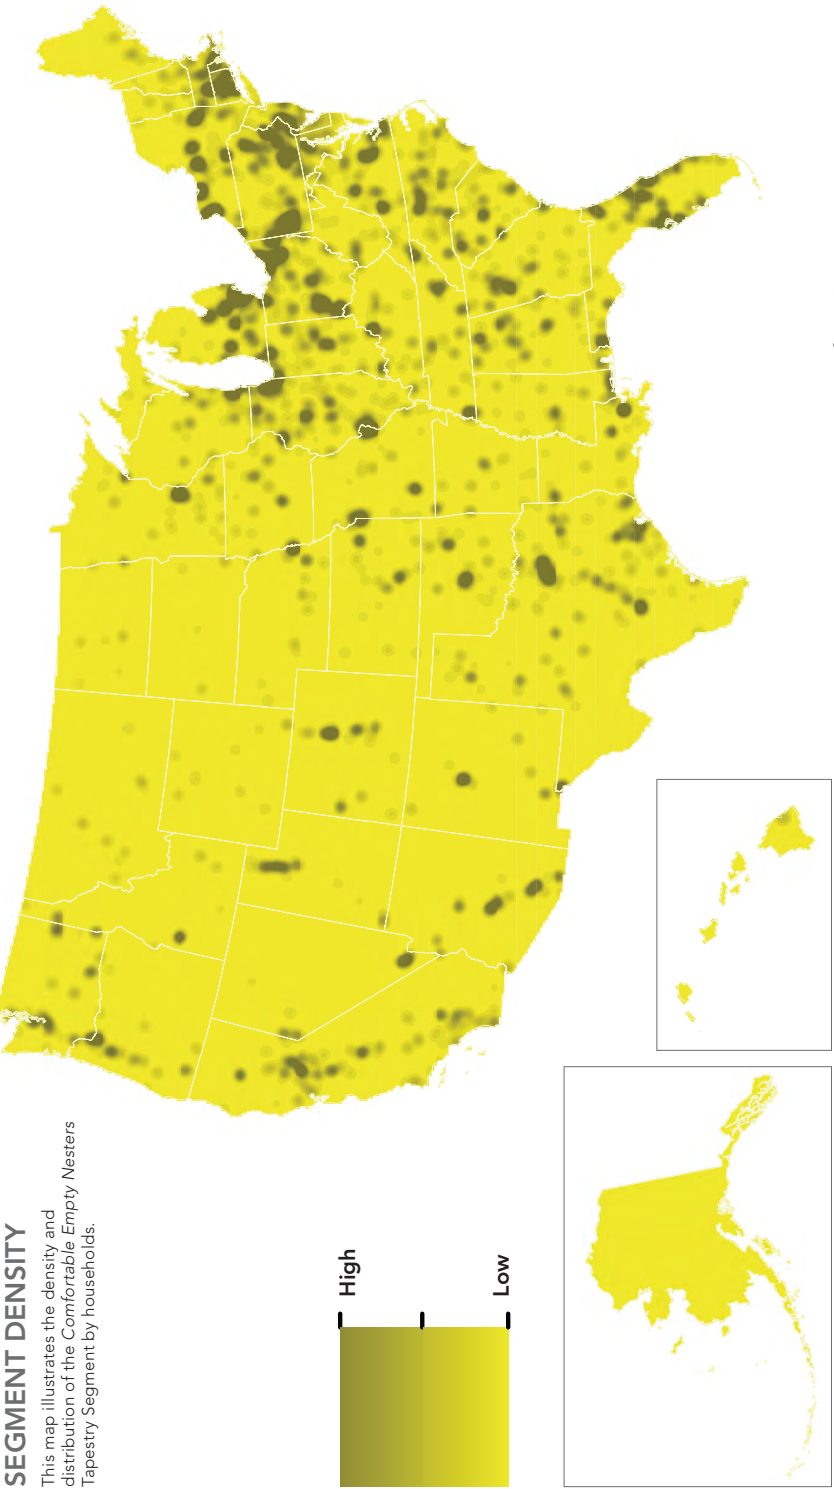 SEGMENT DENSITY
This map illustrates the density and
distribution of the Comfortable Empty Nesters
Tapestry Segment by households.
High
Low